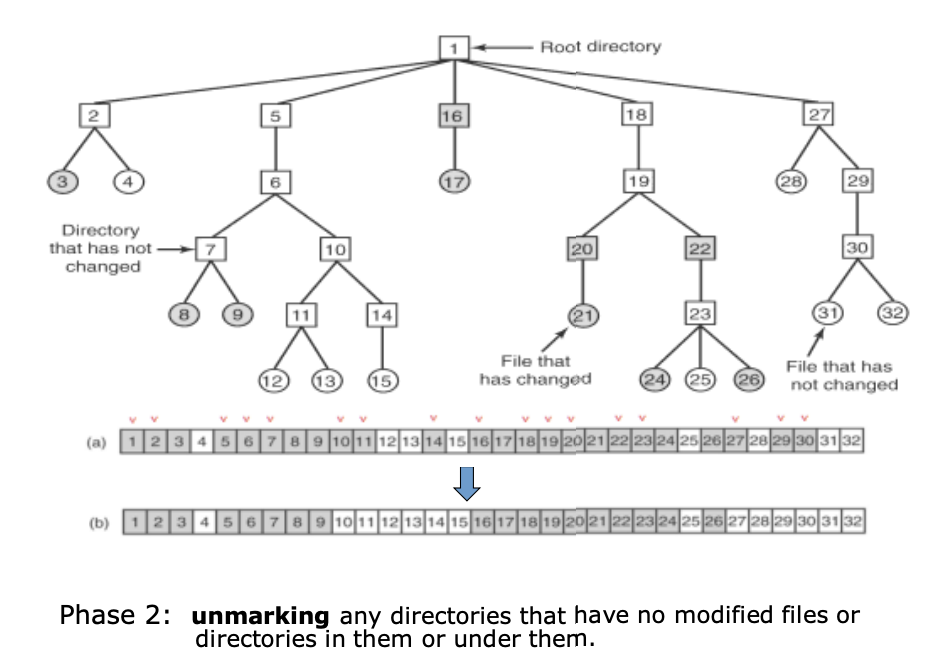 1 Root directory
2 5 16 18 27
3 4 6 17 19 28 29
Directory
that has not
changed
7 10 20 22 30
8 9 11 14 21 23 31 32
File that
has changed
File that has
not changed
12 13 15 24 25 26
(a) 1 2 3 4 5 6 7 8 9 10 11 12 13 14 15 16 17 18 19 20 21 22 23 24 25 26 27 28 29 30 31 32
(b) 1 2 3 4 5 6 7 8 9 10 11 12 13 14 15 16 17 18 19 20 21 22 23 24 25 26 27 28 29 30 31 32
Phase 2: unmarking any directories that have no modified files or
directories in them or under them.